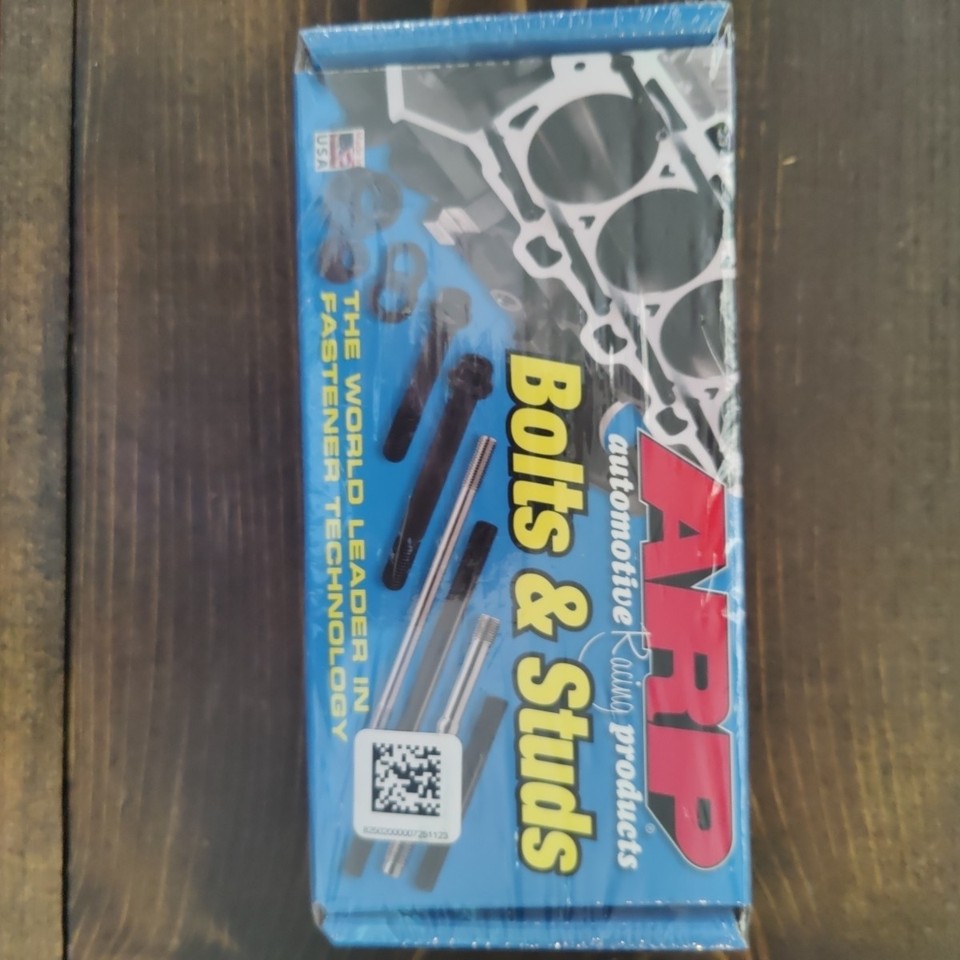 ARP®
automotive Racing products
Bolts & Studs
THE WORLD LEADER IN
FASTENER TECHNOLOGY
USA